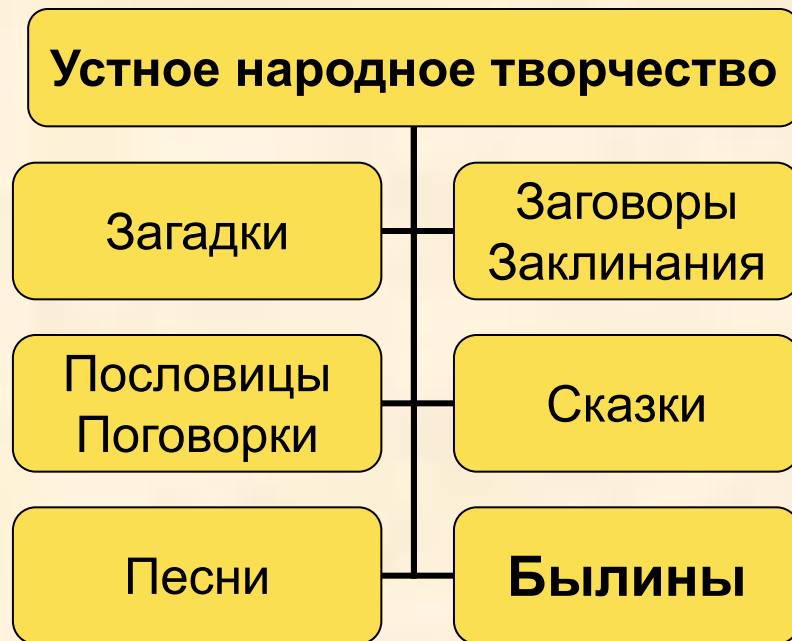 Устное народное творчество
Загадки
Заговоры
Заклинания
Пословицы
Поговорки
Сказки
Песни
Былины